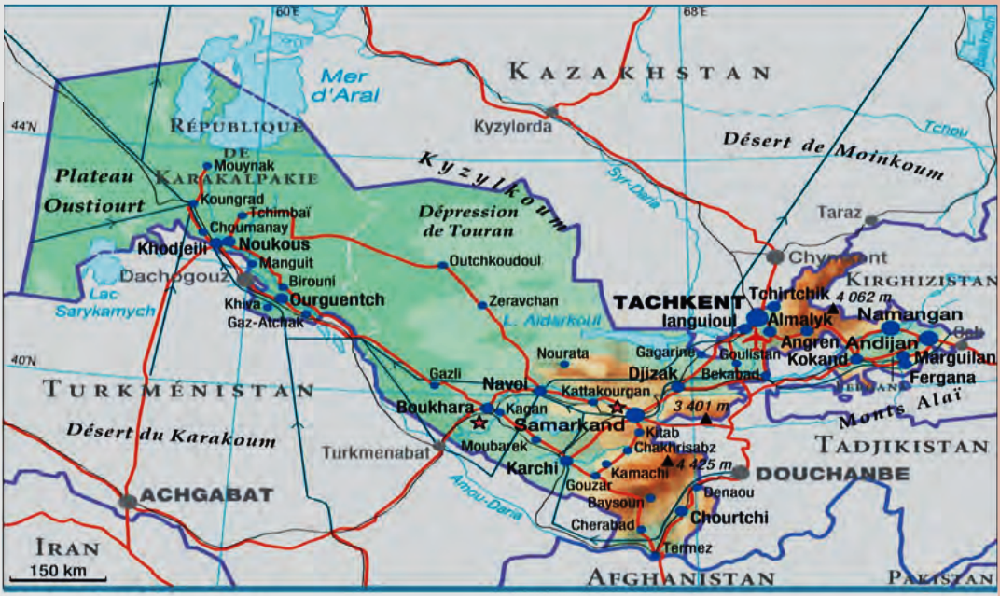 60°E
68°E
Balkhach
KAZAKHSTAN
Mer
d'Aral
44°N
RÉPUBLIQUE
DE
KARAKALPAKIE
Kyzylorda
Tchou
Désert de Moinkoum
Plateau
Oustiourt
Mouynak
Kyzylkoum
Syr-Daria
Koungrad
Tchimbaï
Dépression
de Touran
Taraz
Choumanay
Khodjeili
Noukous
Manguit
Outchkoudoul
Chymkent
Dachogouz
Birouni
KIRGHIZISTAN
Lac
Sarykamych
Khiva
Ourguentch
Zeravchan
TACHKENT
Tchirtchik
4 062 m
Gaz-Atchak
L. Aidarkoul
Ianguioul
Almalyk
Namangan
Angren
Andijan
Och
40°N
Nourata
Gagarine
Goulistan
Kokand
Marguilan
Bekabad
Fergana
FERGANA
TURKMÉNISTAN
Gazli
Navoi
Kattakourgan
Djizak
Boukhara
Kagan
Samarkand
3 401 m
Monts Alaï
Désert du Karakoum
Moubarek
Kitab
Chakhrisabz
TADJIKISTAN
Turkmenabat
Karchi
Kamachi
4 425 m
DOUCHANBE
Gouzar
Amou-Daria
Denaou
Baysoun
ACHGABAT
Chourtchi
Cherabad
Termez
IRAN
150 km
AFGHANISTAN
PAKISTAN